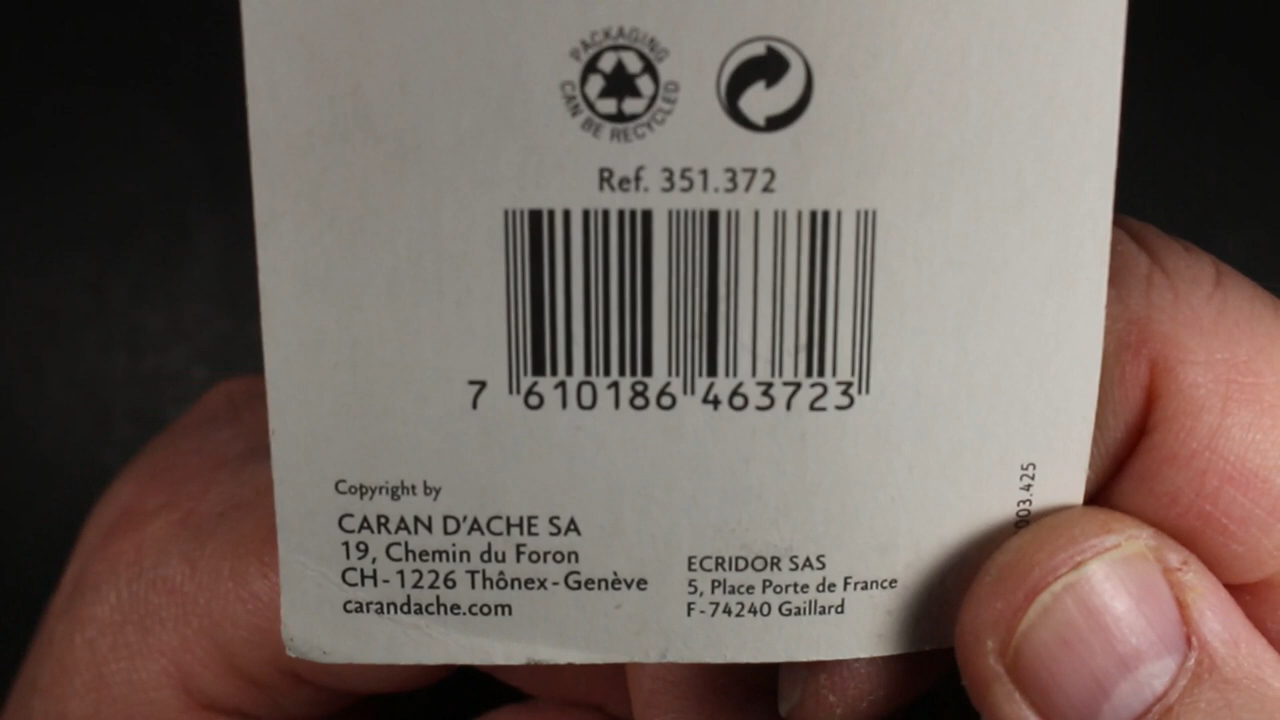 PACKAGING
CAN BE RECYCLED
Ref. 351.372
7 610186 463723
Copyright by
CARAN D'ACHE SA
19, Chemin du Foron
CH-1226 Thônex-Genève
carandache.com
ECRIDOR SAS
5, Place Porte de France
F-74240 Gaillard
003.425